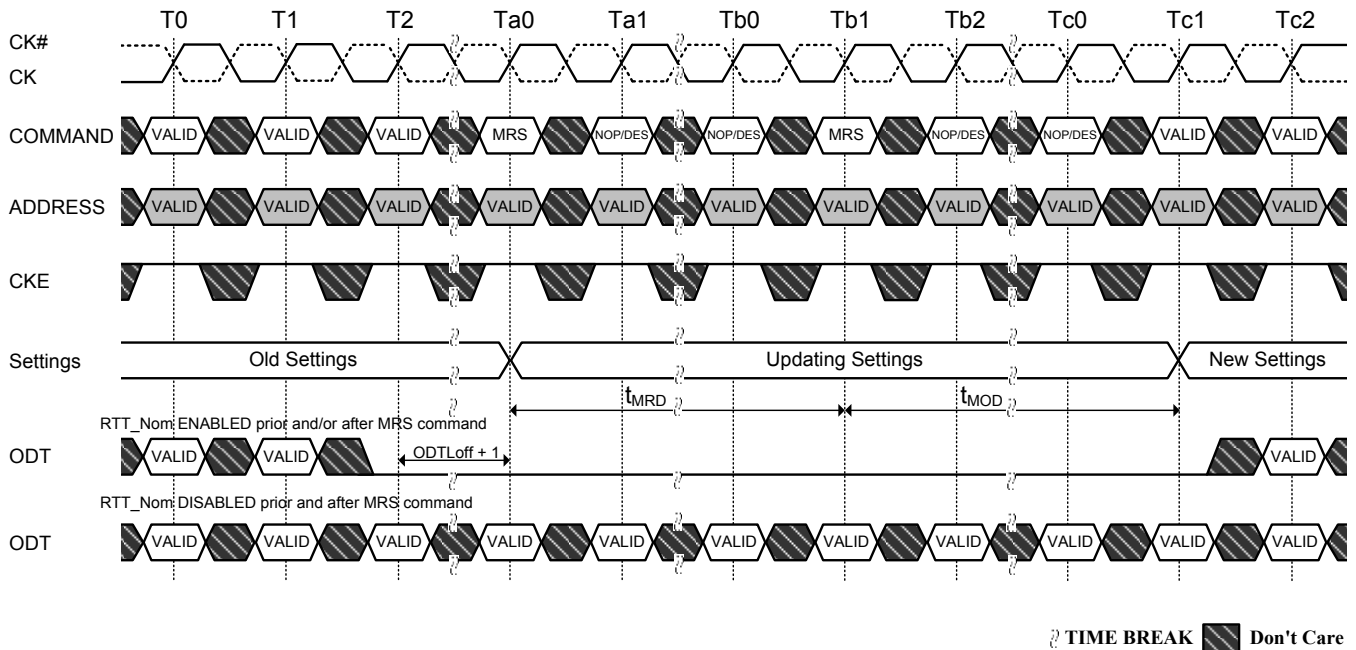 T0 T1 T2 Ta0 Ta1 Tb0 Tb1 Tb2 Tc0 Tc1 Tc2
CK#
CK
COMMAND VALID VALID VALID MRS NOP/DES NOP/DES MRS NOP/DES NOP/DES VALID VALID
ADDRESS VALID VALID VALID VALID VALID VALID VALID VALID VALID VALID VALID
CKE
Settings Old Settings Updating Settings New Settings
tMRD tMOD
RTT_Nom ENABLED prior and/or after MRS command
ODT VALID VALID ODTLoff + 1 VALID
RTT_Nom DISABLED prior and after MRS command
ODT VALID VALID VALID VALID VALID VALID VALID VALID VALID VALID VALID
TIME BREAK Don't Care